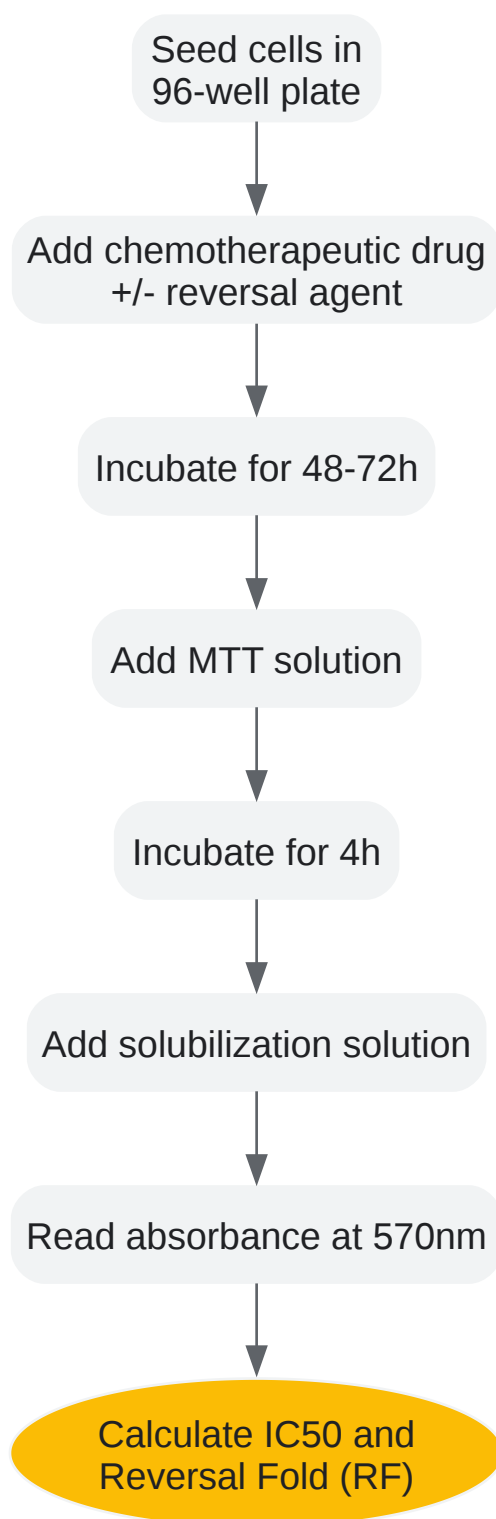 Seed cells in
96-well plate
Add chemotherapeutic drug
+/- reversal agent
Incubate for 48-72h
Add MTT solution
Incubate for 4h
Add solubilization solution
Read absorbance at 570nm
Calculate IC50 and
Reversal Fold (RF)